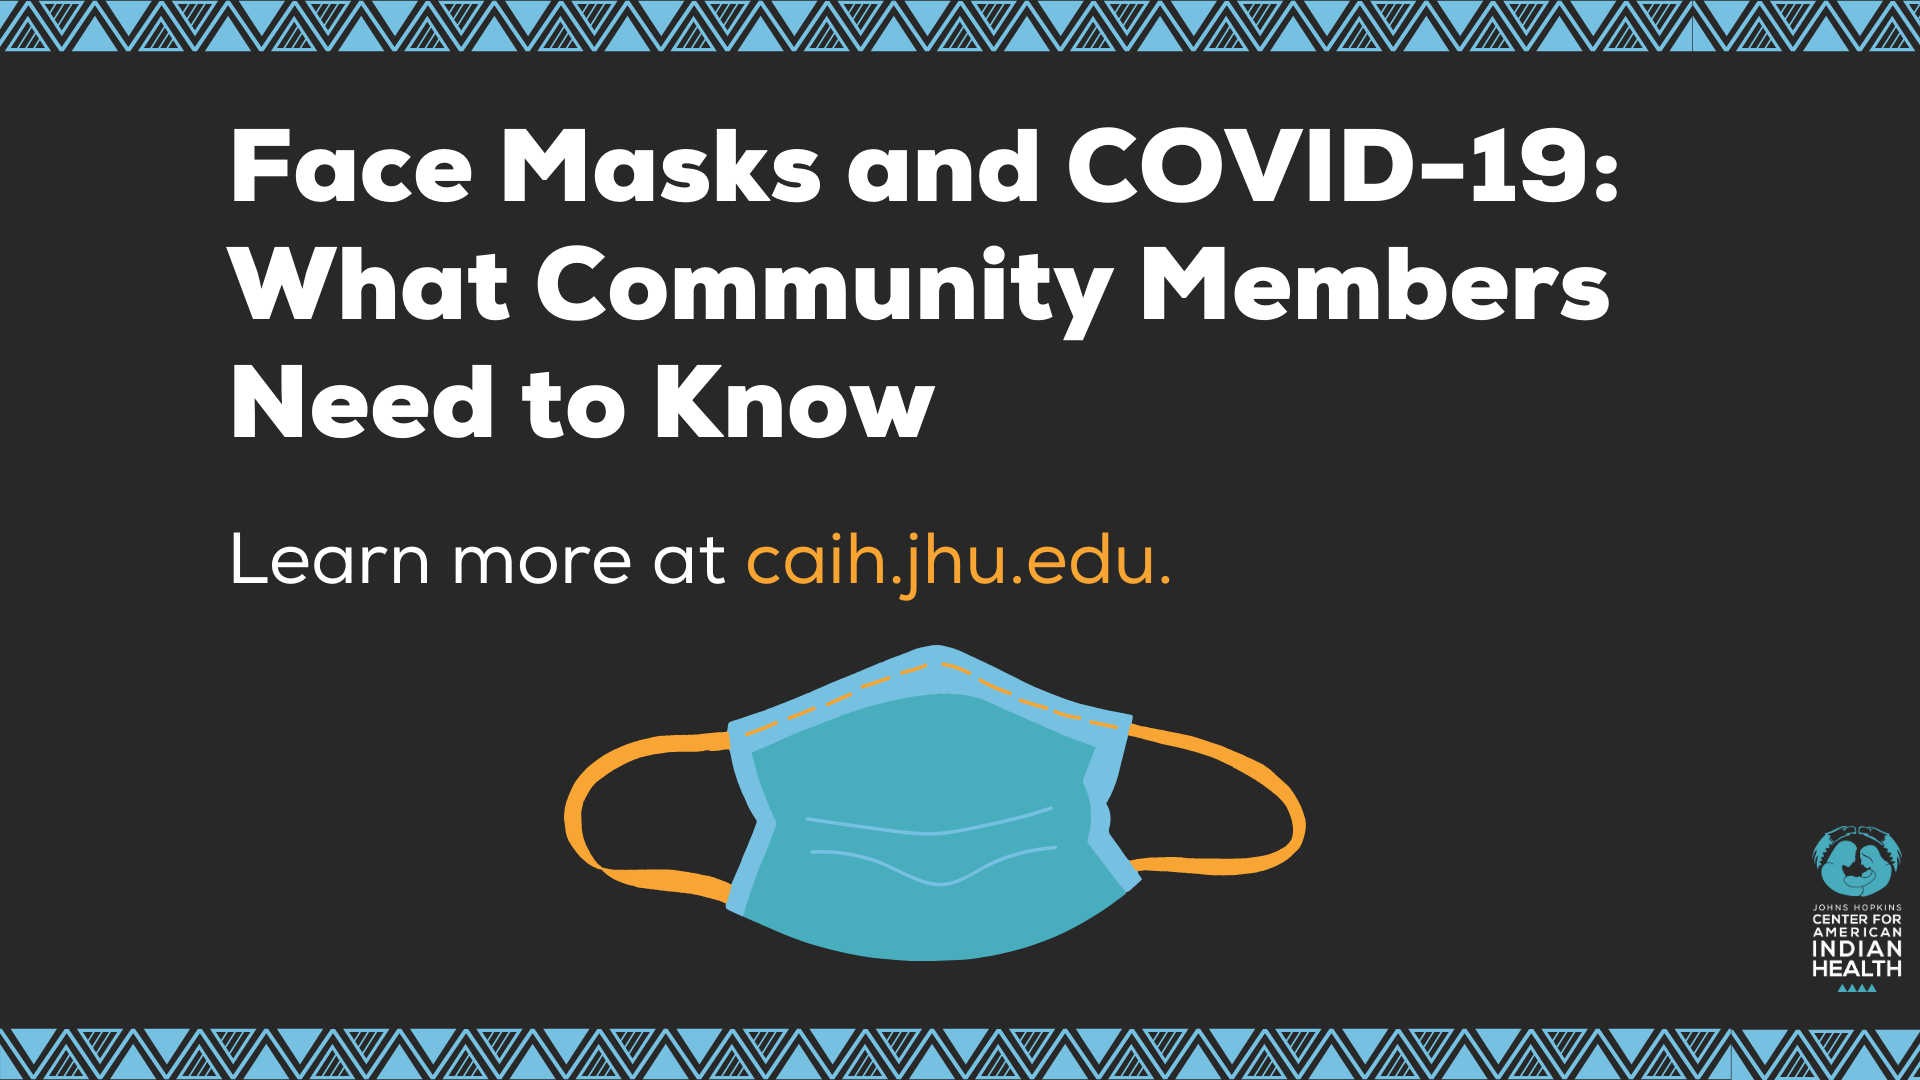 Face Masks and COVID-19:
What Community Members
Need to Know
Learn more at caih.jhu.edu.
JOHNS HOPKINS
CENTER FOR
AMERICAN
INDIAN
HEALTH